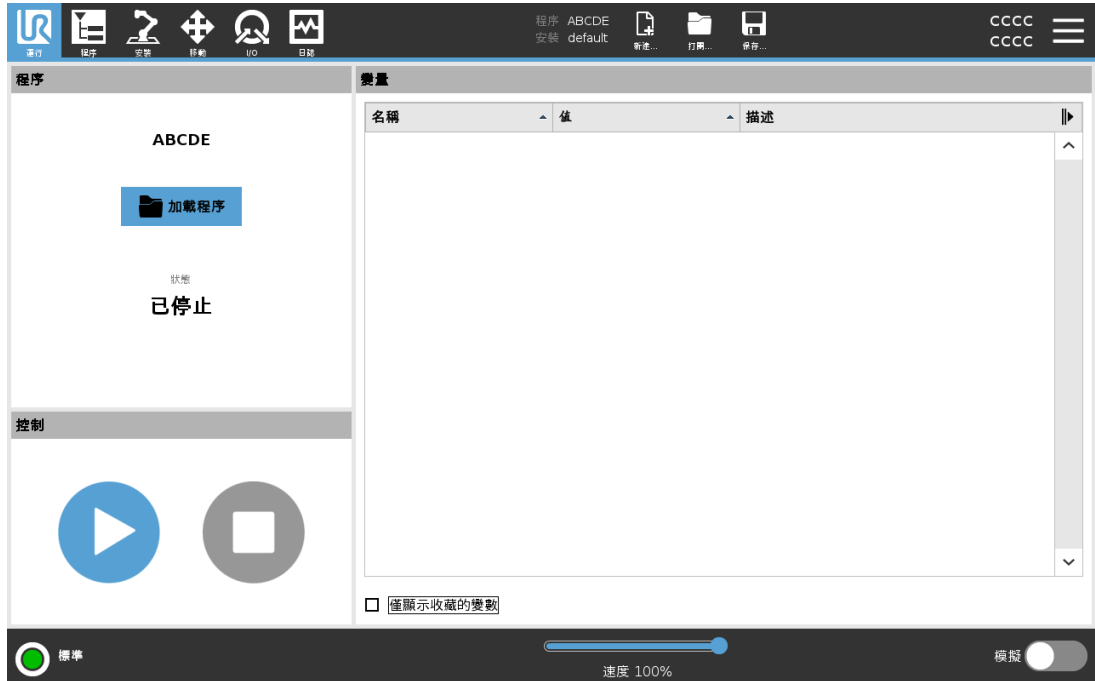 運行
程序
安裝
移動
I/O
日誌
程序 ABCDE
安裝 default
新建...
打開...
保存...
CCCC
CCCC
程序
ABCDE
加載程序
狀態
已停止
控制
變量
名稱
值
描述
僅顯示收藏的變數
標準
速度 100%
模擬